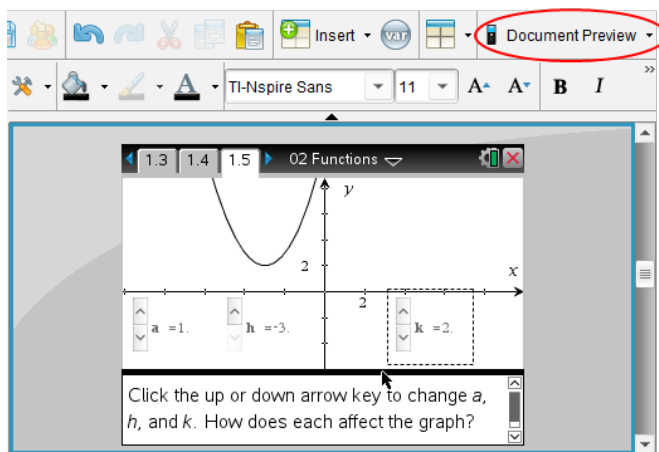 Insert var Document Preview
TI-Nspire Sans 11 A A B I »
1.3 1.4 1.5 02 Functions
y
2
x
2
a =1. h =-3. k =2.
Click the up or down arrow key to change a,
h, and k. How does each affect the graph?